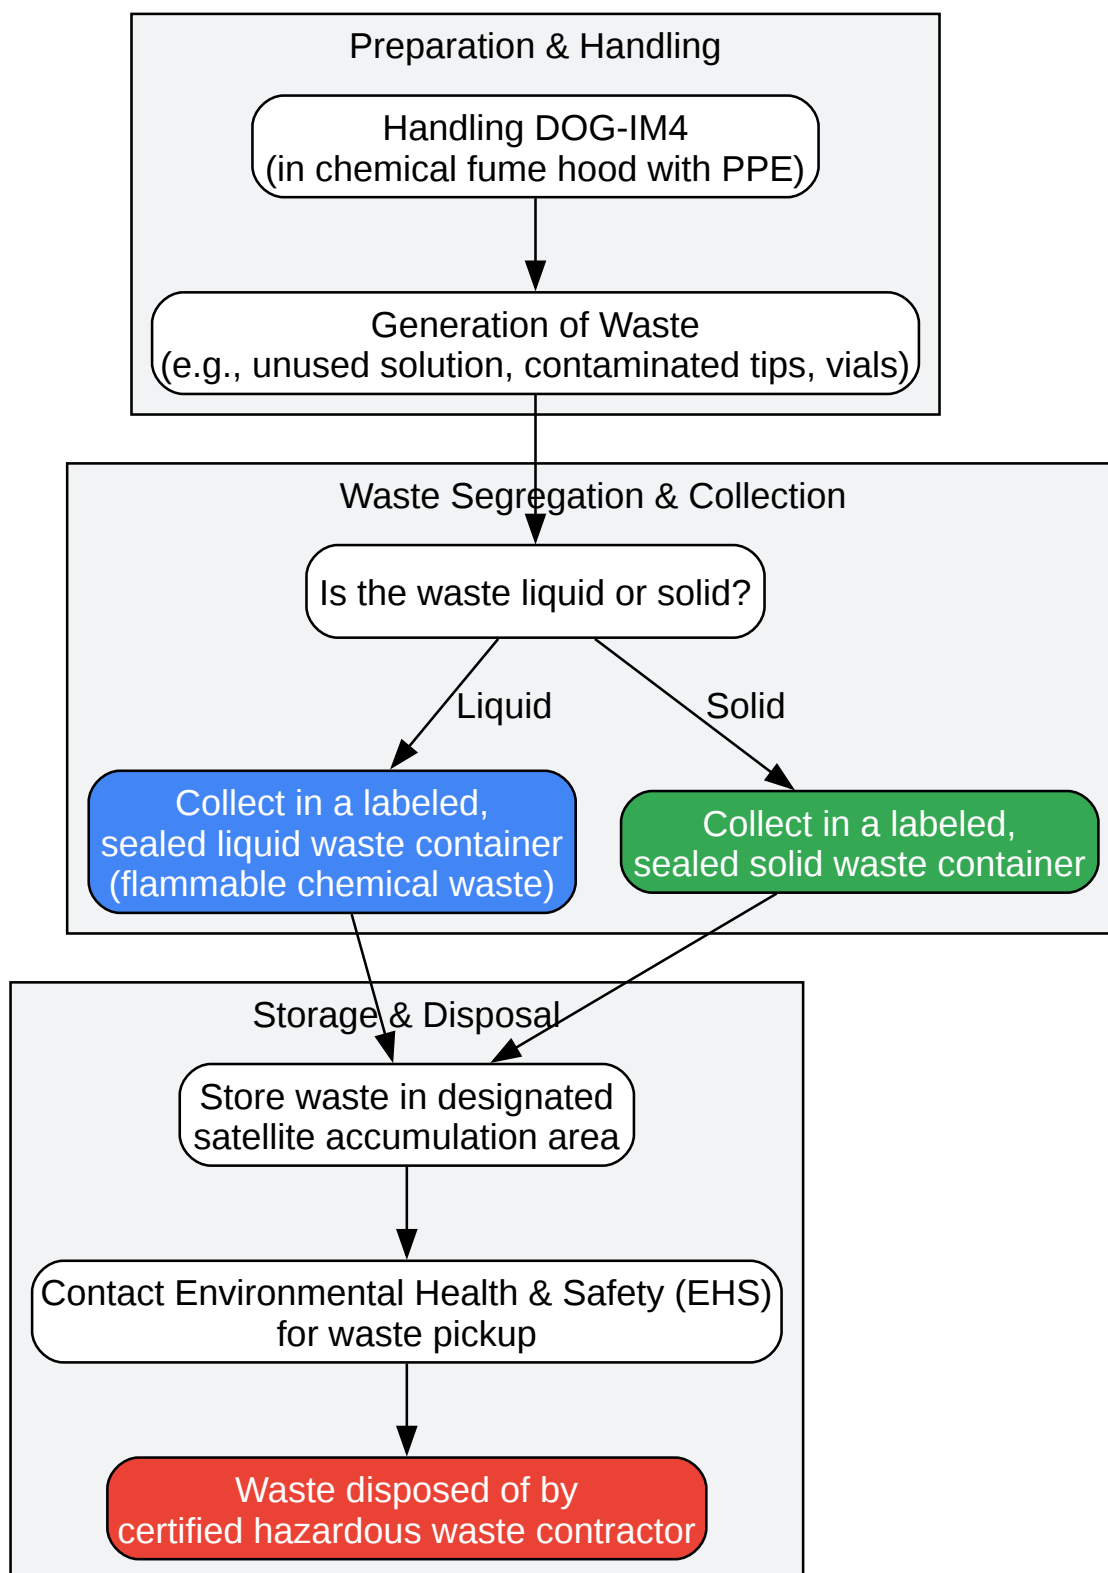 Preparation & Handling
Handling DOG-IM4
(in chemical fume hood with PPE)
Generation of Waste
(e.g., unused solution, contaminated tips, vials)
Waste Segregation & Collection
Is the waste liquid or solid?
Liquid
Solid
Collect in a labeled,
sealed liquid waste container
(flammable chemical waste)
Collect in a labeled,
sealed solid waste container
Storage & Disposal
Store waste in designated
satellite accumulation area
Contact Environmental Health & Safety (EHS)
for waste pickup
Waste disposed of by
certified hazardous waste contractor